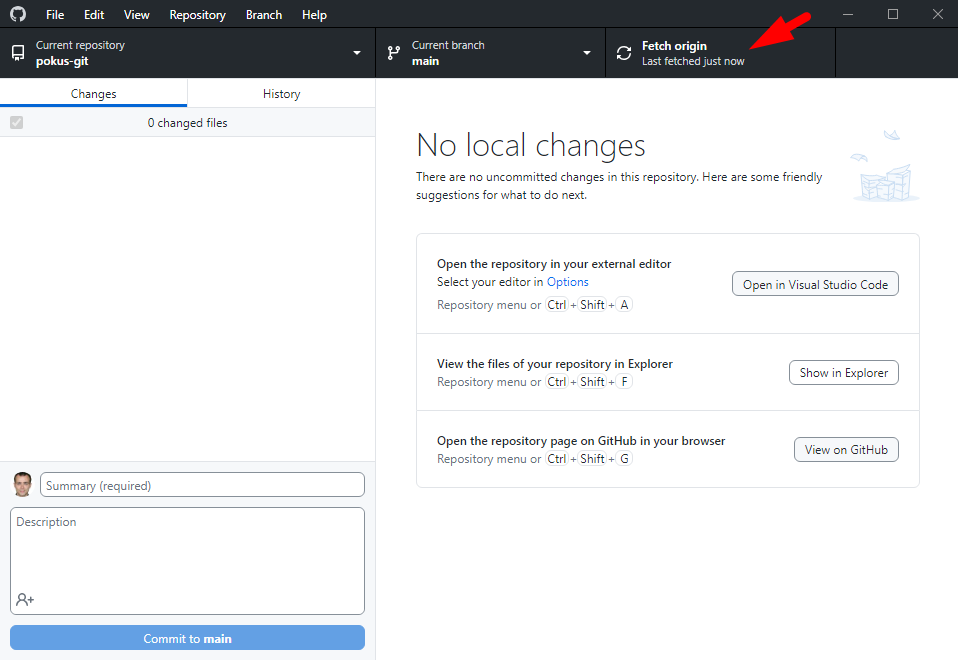 File Edit View Repository Branch Help
Current repository
pokus-git
Current branch
main
Fetch origin
Last fetched just now
Changes
History
0 changed files
No local changes
There are no uncommitted changes in this repository. Here are some friendly
suggestions for what to do next.
Open the repository in your external editor
Select your editor in Options
Repository menu or Ctrl + Shift + A
Open in Visual Studio Code
View the files of your repository in Explorer
Repository menu or Ctrl + Shift + F
Show in Explorer
Open the repository page on GitHub in your browser
Repository menu or Ctrl + Shift + G
View on GitHub
Summary (required)
Description
Commit to main